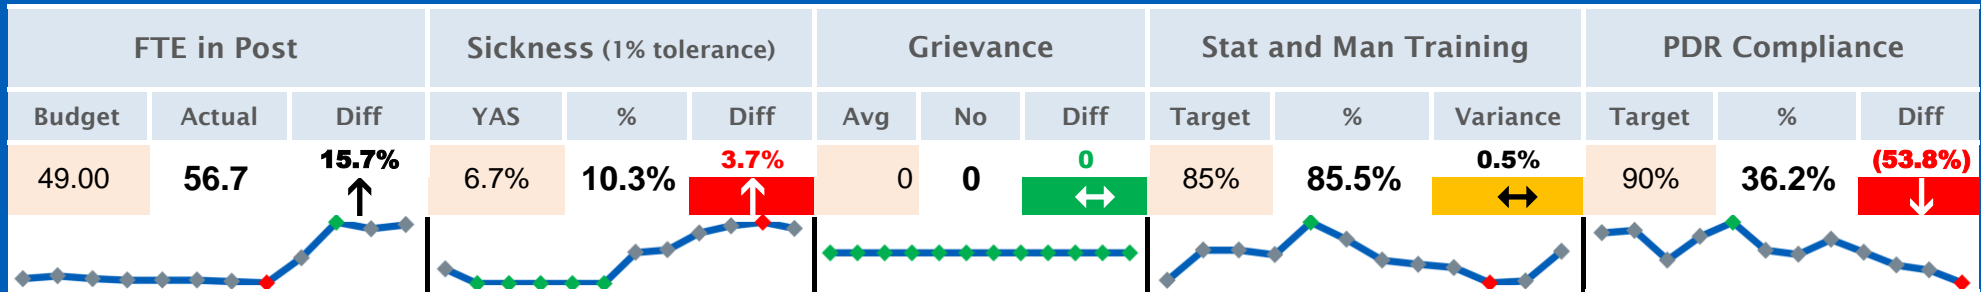 FTE in Post Sickness (1% tolerance) Grievance Stat and Man Training PDR Compliance
Budget Actual Diff YAS % Diff Avg No Diff Target % Variance Target % Diff
49.00 56.7 15.7% 6.7% 10.3% 3.7% 0 0 0 85% 85.5% 0.5% 90% 36.2% (53.8%)